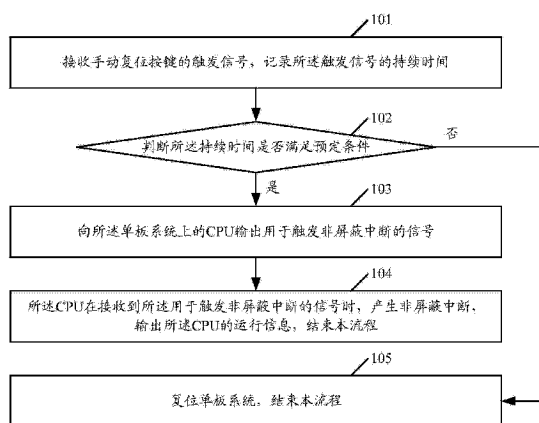 101
接收手动复位按键的触发信号，记录所述触发信号的持续时间
102
判断所述持续时间是否满足预定条件
否
是
103
向所述单板系统上的CPU输出用于触发非屏蔽中断的信号
104
所述CPU在接收到所述用于触发非屏蔽中断的信号时，产生非屏蔽中断，
输出所述CPU的运行信息，结束本流程
105
复位单板系统，结束本流程